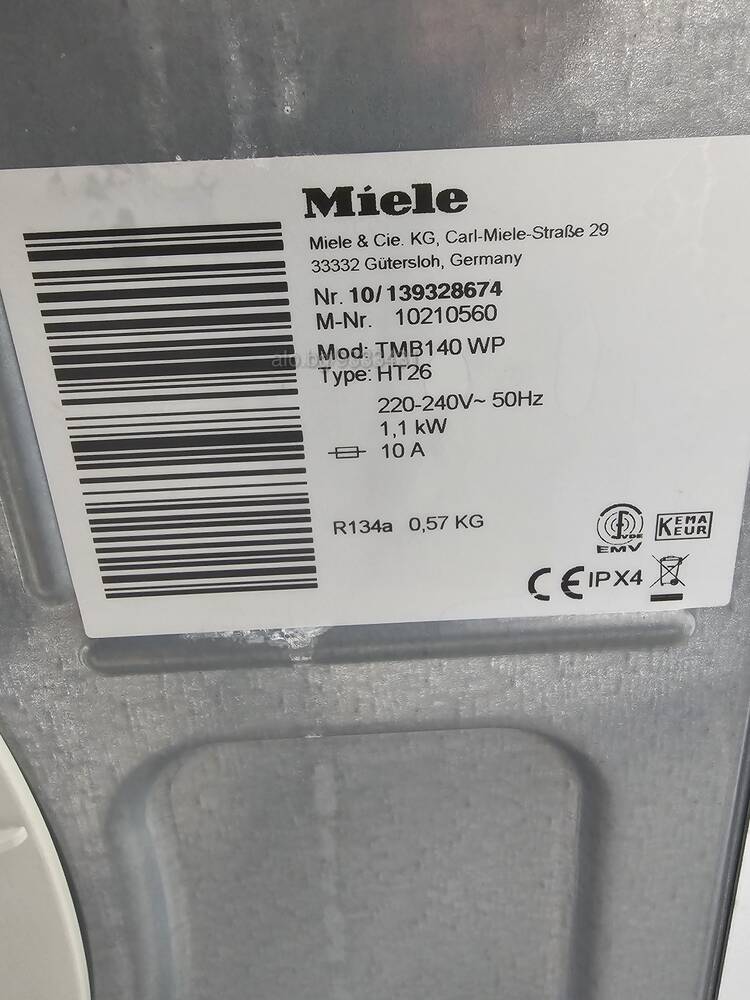 Miele
Miele & Cie. KG, Carl-Miele-Straße 29
33332 Gütersloh, Germany
Nr. 10/139328674
M-Nr. 10210560
Mod: TMB140 WP
Type: HT26
220-240V~ 50Hz
1,1 kW
10 A
R134a 0,57 KG
VDE
EMV
KEMA
KEUR
CE IPX4